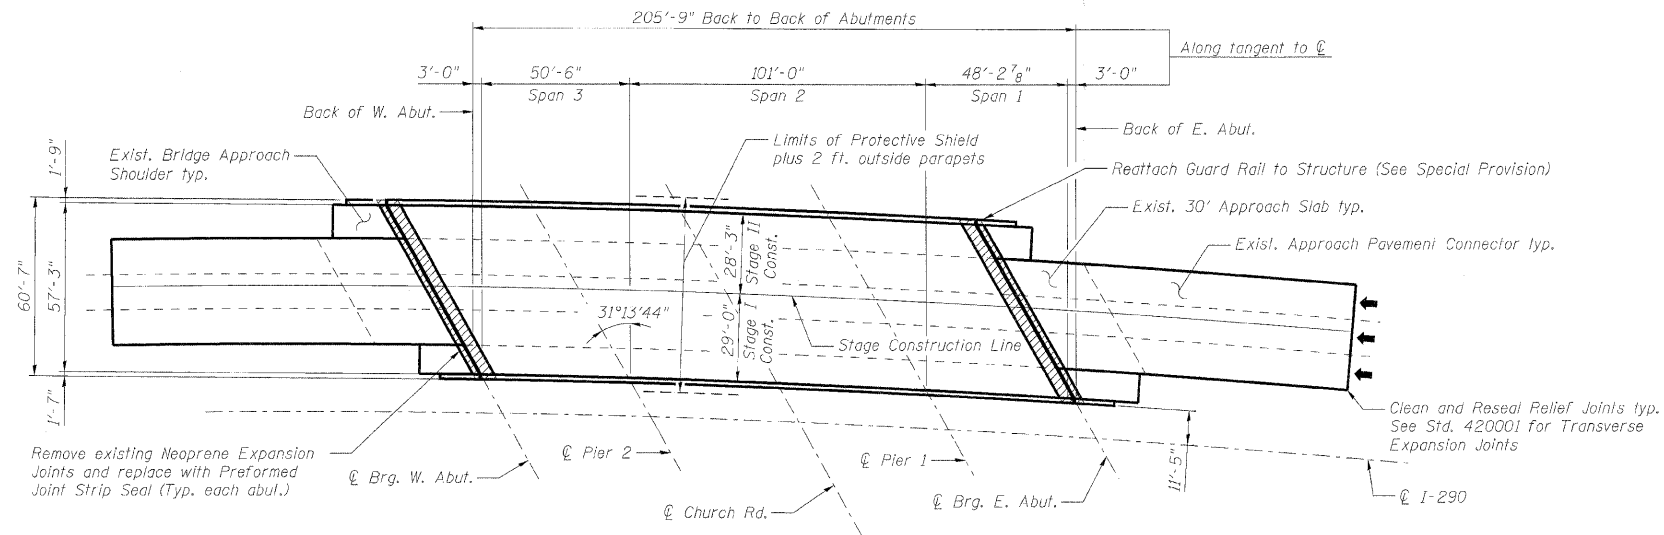 205'-9" Back to Back of Abutments
Along tangent to ℄
3'-0"
50'-6"
101'-0"
48'-2⅞"
3'-0"
Span 3
Span 2
Span 1
Back of W. Abut.
Back of E. Abut.
Limits of Protective Shield
plus 2 ft. outside parapets
1'-9"
Exist. Bridge Approach
Shoulder typ.
Reattach Guard Rail to Structure (See Special Provision)
Exist. 30' Approach Slab typ.
Exist. Approach Pavement Connector typ.
60'-7"
57'-3"
28'-3"
Stage II
Const.
31°13'44"
29'-0"
Stage I
Const.
Stage Construction Line
1'-7"
Clean and Reseal Relief Joints typ.
See Std. 420001 for Transverse
Expansion Joints
Remove existing Neoprene Expansion
Joints and replace with Preformed
Joint Strip Seal (Typ. each abut.)
℄ Brg. W. Abut.
℄ Pier 2
℄ Church Rd.
℄ Pier 1
℄ Brg. E. Abut.
11'-5"
℄ I-290